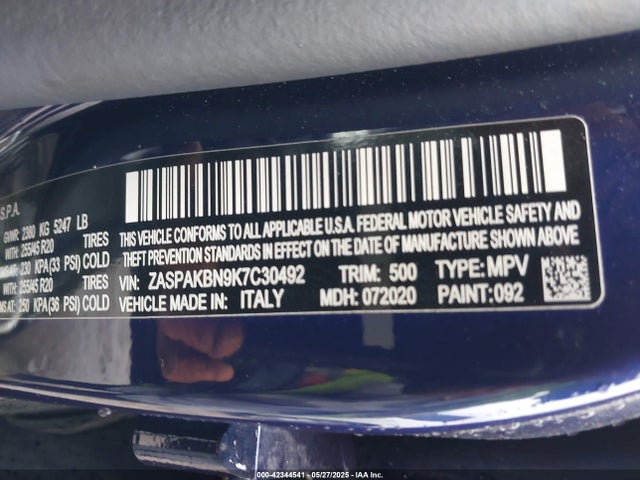 S.P.A.
GVWR: 2380 KG 5247 LB
WITH: 255/45 R20 TIRES
230 KPA(33 PSI) COLD
WITH: 255/45 R20 TIRES
AT: 250 KPA(36 PSI) COLD
THIS VEHICLE CONFORMS TO ALL APPLICABLE U.S.A. FEDERAL MOTOR VEHICLE SAFETY AND
THEFT PREVENTION STANDARDS IN EFFECT ON THE DATE OF MANUFACTURE SHOWN ABOVE
VIN: ZASPAKBN9K7C30492 TRIM: 500 TYPE: MPV
VEHICLE MADE IN: ITALY MDH: 072020 PAINT: 092
000-42344541 - 05/27/2025 - IAA Inc.